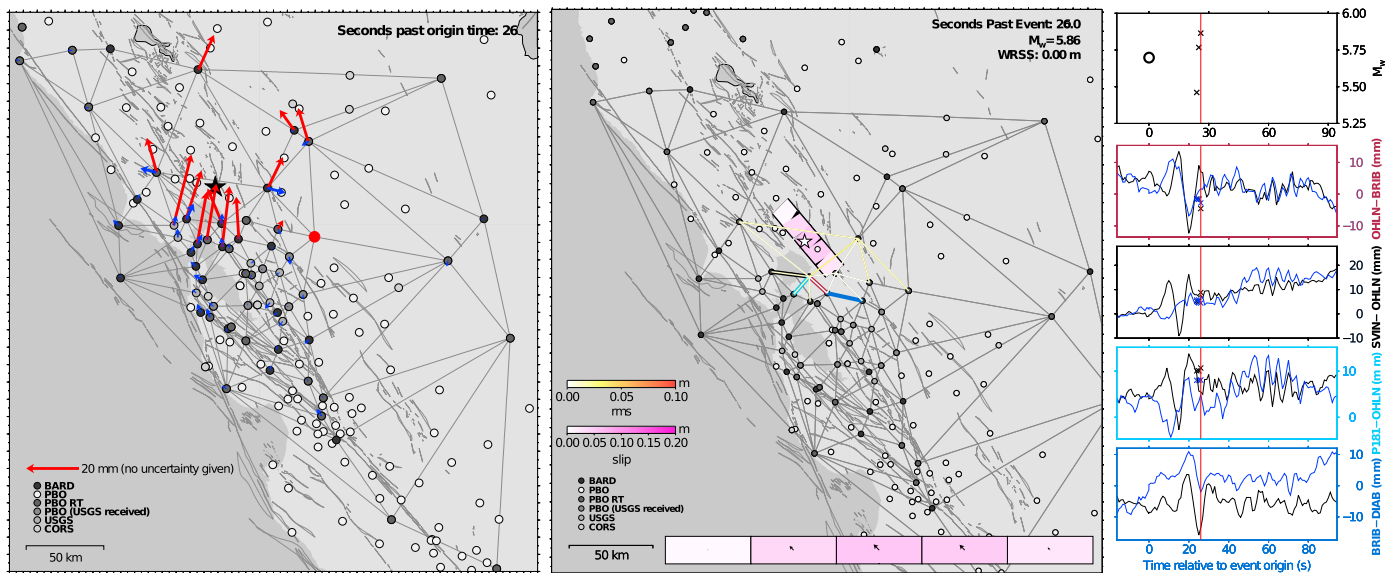 Seconds past origin time: 26
20 mm (no uncertainty given)
BARD
PBO
PBO RT
PBO (USGS received)
USGS
CORS
50 km
Seconds Past Event: 26.0
Mw= 5.86
WRSS: 0.00 m
m
0.00 0.05 0.10
rms
m
0.00 0.05 0.10 0.15 0.20
slip
BARD
PBO
PBO RT
PBO (USGS received)
USGS
CORS
50 km
6.00
5.75
5.50
5.25
Mw
0 30 60 90
10
0
−10
OHLN−BRIB (mm)
20
10
0
−10
SVIN− OHLN (mm)
10
0
P181−OHLN (m m)
10
0
−10
BRIB−DIAB (mm)
0 20 40 60 80
Time relative to event origin (s)